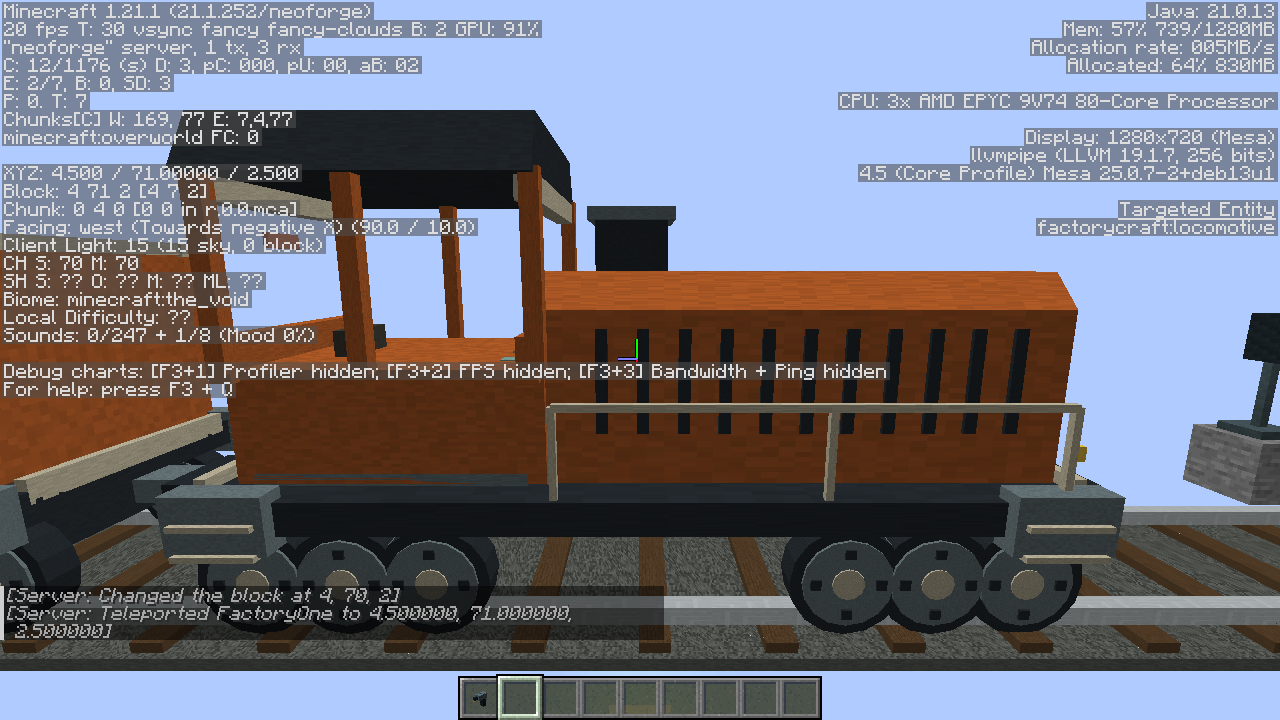 Minecraft 1.21.1 (21.1.252/neoforge)
20 fps T: 30 vsync fancy fancy-clouds B: 2 GPU: 91%
"neoforge" server, 1 tx, 3 rx
C: 12/1176 (s) D: 3, pC: 000, pU: 00, aB: 02
E: 2/7, B: 0, SD: 3
P: 0. T: 7
Chunks[C] W: 169, 77 E: 7,4,77
minecraft:overworld FC: 0
XYZ: 4.500 / 71.00000 / 2.500
Block: 4 71 2 [4 7 2]
Chunk: 0 4 0 [0 0 in r.0.0.mca]
Facing: west (Towards negative X) (90.0 / 10.0)
Client Light: 15 (15 sky, 0 block)
CH S: 70 M: 70
SH S: ?? O: ?? M: ?? ML: ??
Biome: minecraft:the_void
Local Difficulty: ??
Sounds: 0/247 + 1/8 (Mood 0%)
Debug charts: [F3+1] Profiler hidden; [F3+2] FPS hidden; [F3+3] Bandwidth + Ping hidden
For help: press F3 + Q
Java: 21.0.13
Mem: 57% 739/1280MB
Allocation rate: 005MB/s
Allocated: 64% 830MB
CPU: 3x AMD EPYC 9V74 80-Core Processor
Display: 1280x720 (Mesa)
llvmpipe (LLVM 19.1.7, 256 bits)
4.5 (Core Profile) Mesa 25.0.7-2+deb13u1
Targeted Entity
factorycraft:locomotive
[Server: Changed the block at 4, 70, 2]
[Server: Teleported FactoryOne to 4.500000, 71.000000,
2.500000]